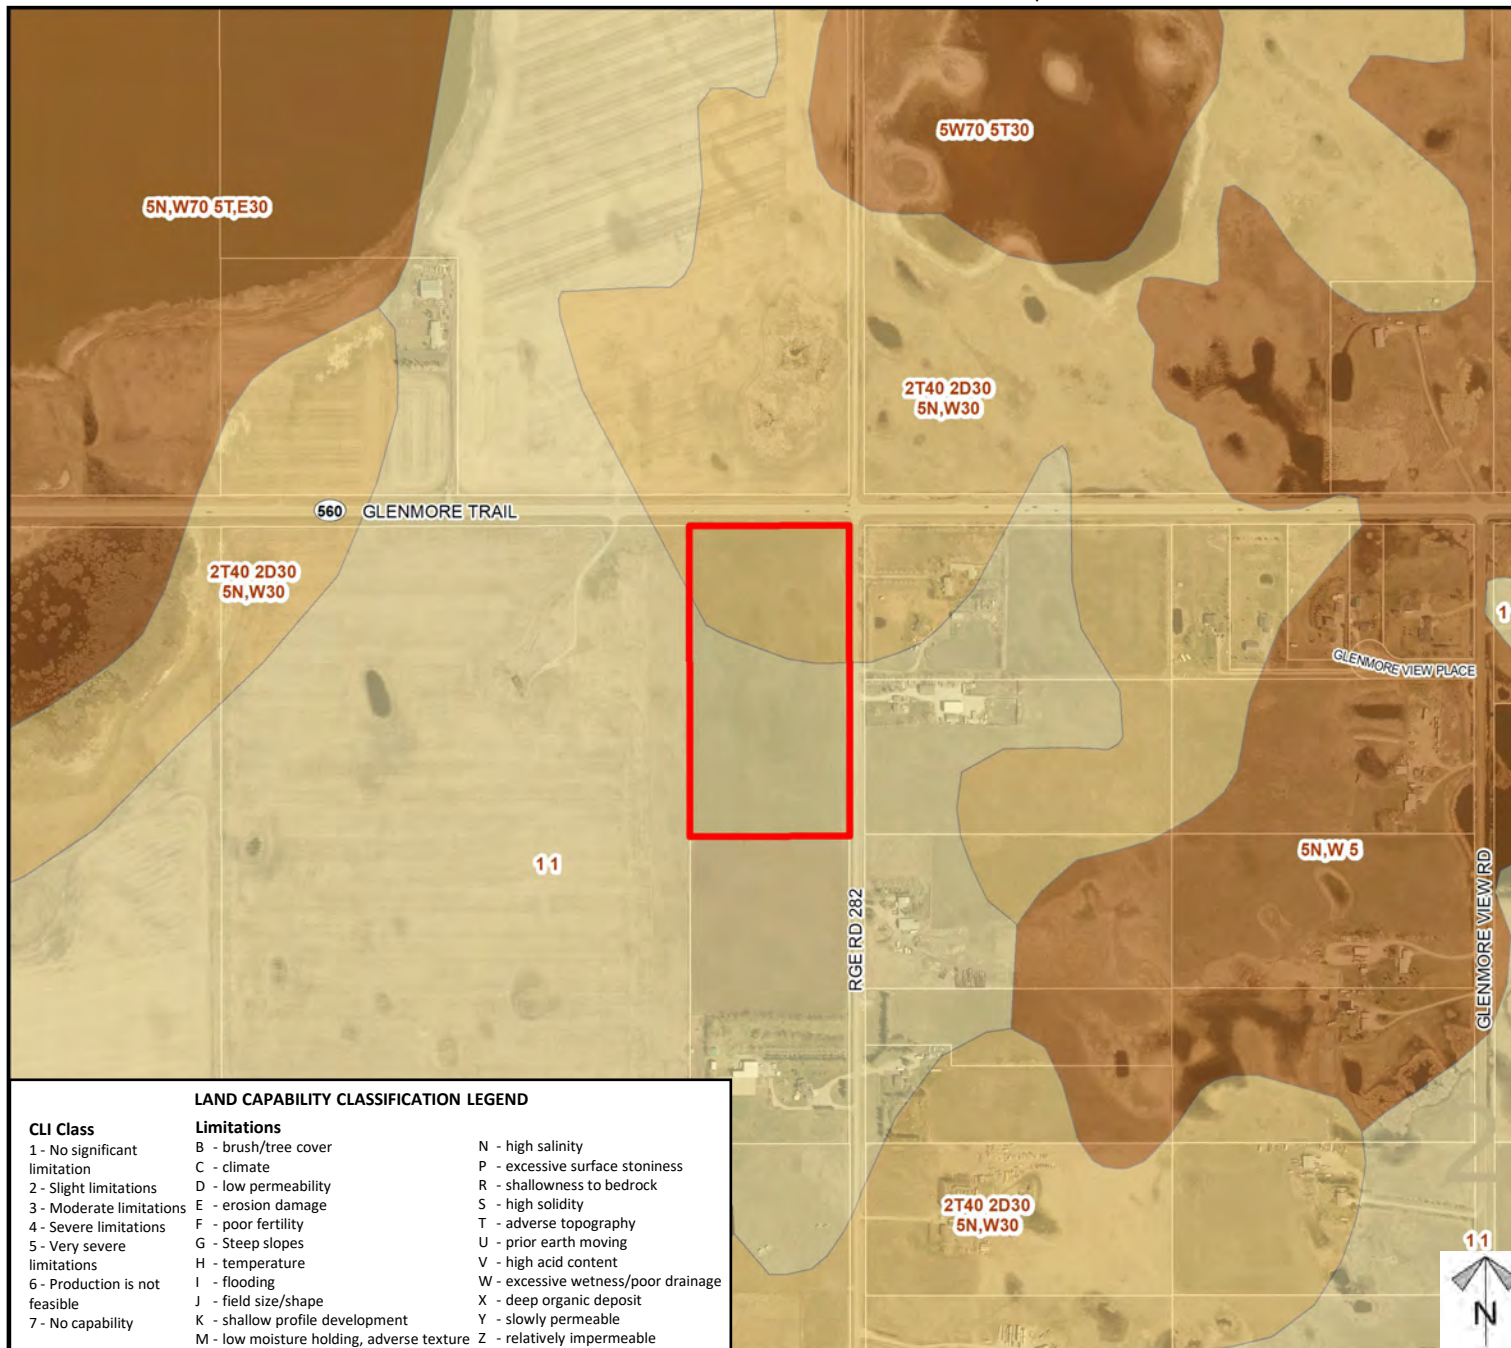 5W70 5T30
5N,W70 5T,E30
2T40 2D30
5N,W30
560 GLENMORE TRAIL
2T40 2D30
5N,W30
1
GLENMORE VIEW PLACE
1 1
5N,W 5
RGE RD 282
GLENMORE VIEW RD
2T40 2D30
5N,W30
2
1 1
N
LAND CAPABILITY CLASSIFICATION LEGEND
CLI Class
1 - No significant
limitation
2 - Slight limitations
3 - Moderate limitations
4 - Severe limitations
5 - Very severe
limitations
6 - Production is not
feasible
7 - No capability
Limitations
B - brush/tree cover
C - climate
D - low permeability
E - erosion damage
F - poor fertility
G - Steep slopes
H - temperature
I - flooding
J - field size/shape
K - shallow profile development
M - low moisture holding, adverse texture
N - high salinity
P - excessive surface stoniness
R - shallowness to bedrock
S - high solidity
T - adverse topography
U - prior earth moving
V - high acid content
W - excessive wetness/poor drainage
X - deep organic deposit
Y - slowly permeable
Z - relatively impermeable